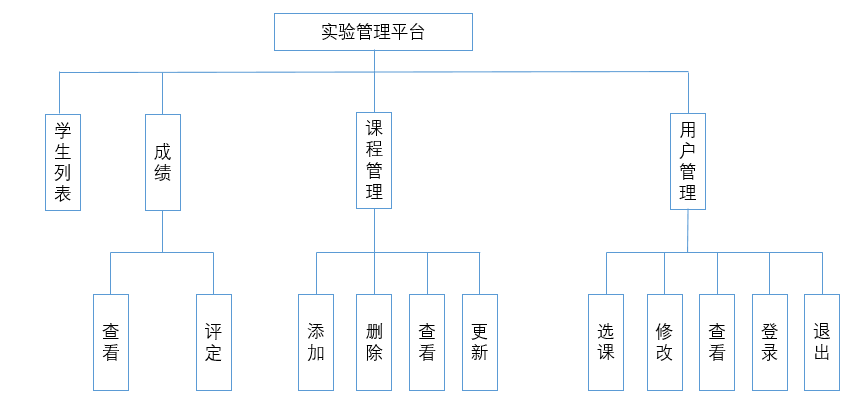 实验管理平台
学生列表
成绩
课程管理
用户管理
查看
评定
添加
删除
查看
更新
选课
修改
查看
登录
退出